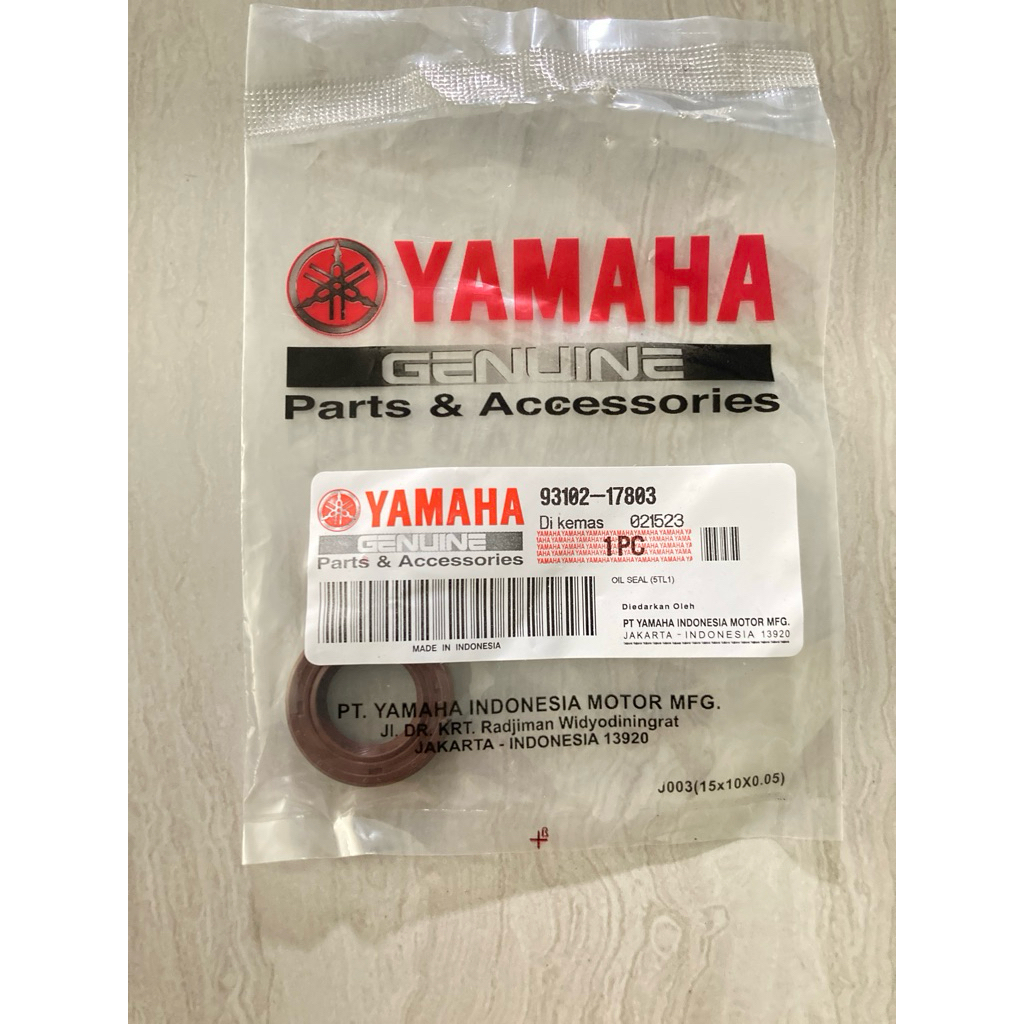 YAMAHA
GENUINE
Parts & Accessories
YAMAHA
GENUINE
Parts & Accessories
MADE IN INDONESIA
93102-17803
Di kemas 021523
1 PC
OIL SEAL (5TL1)
Diedarkan Oleh
PT YAMAHA INDONESIA MOTOR MFG.
JAKARTA - INDONESIA 13920
PT. YAMAHA INDONESIA MOTOR MFG.
Jl. DR. KRT. Radjiman Widyodiningrat
JAKARTA - INDONESIA 13920
J003(15x10X0.05)